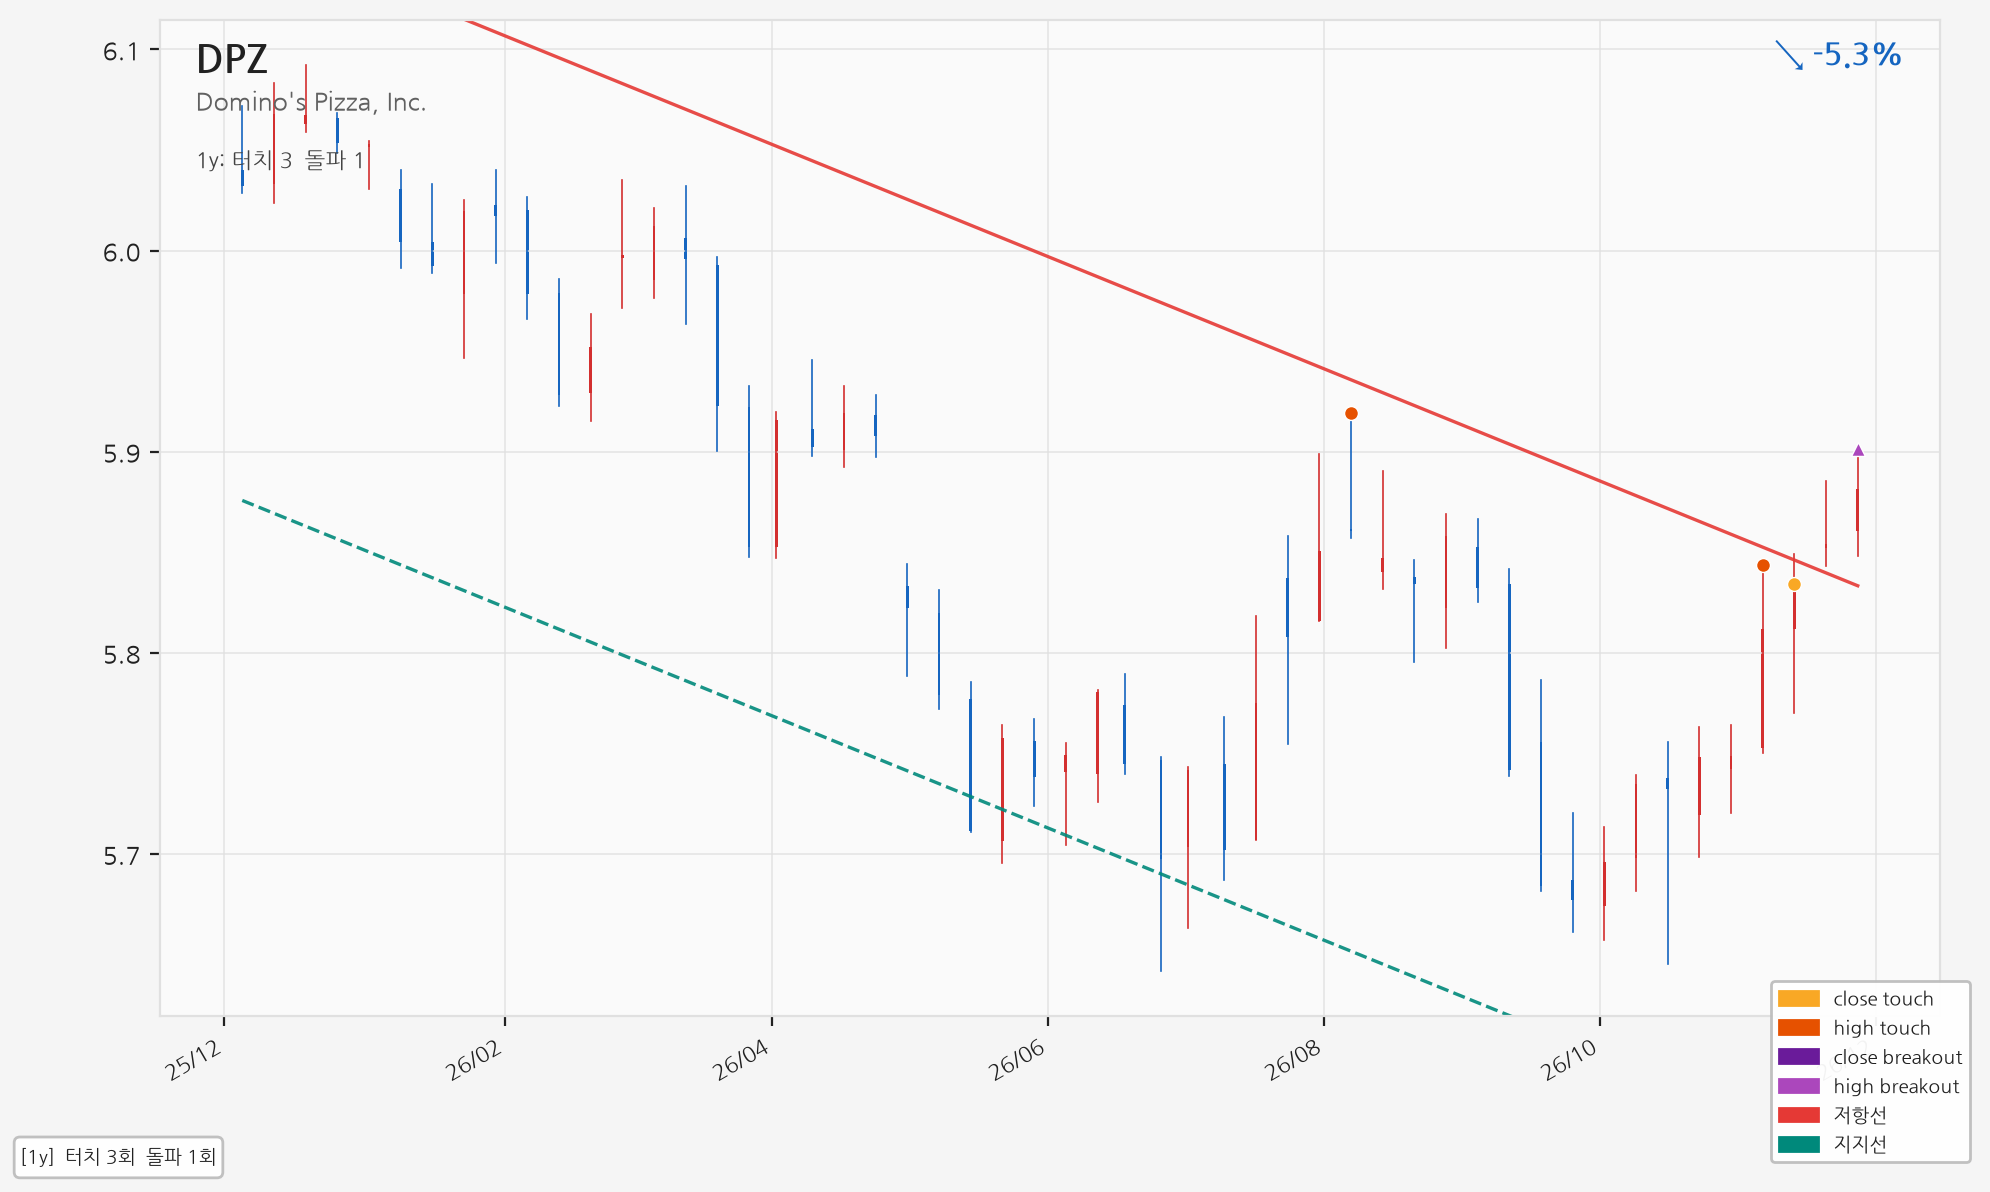 DPZ
Domino's Pizza, Inc.
1y: 터치 3 돌파 1
-5.3%
6.1
6.0
5.9
5.8
5.7
25/12
26/02
26/04
26/06
26/08
26/10
close touch
high touch
close breakout
high breakout
저항선
지지선
[1y] 터치 3회 돌파 1회